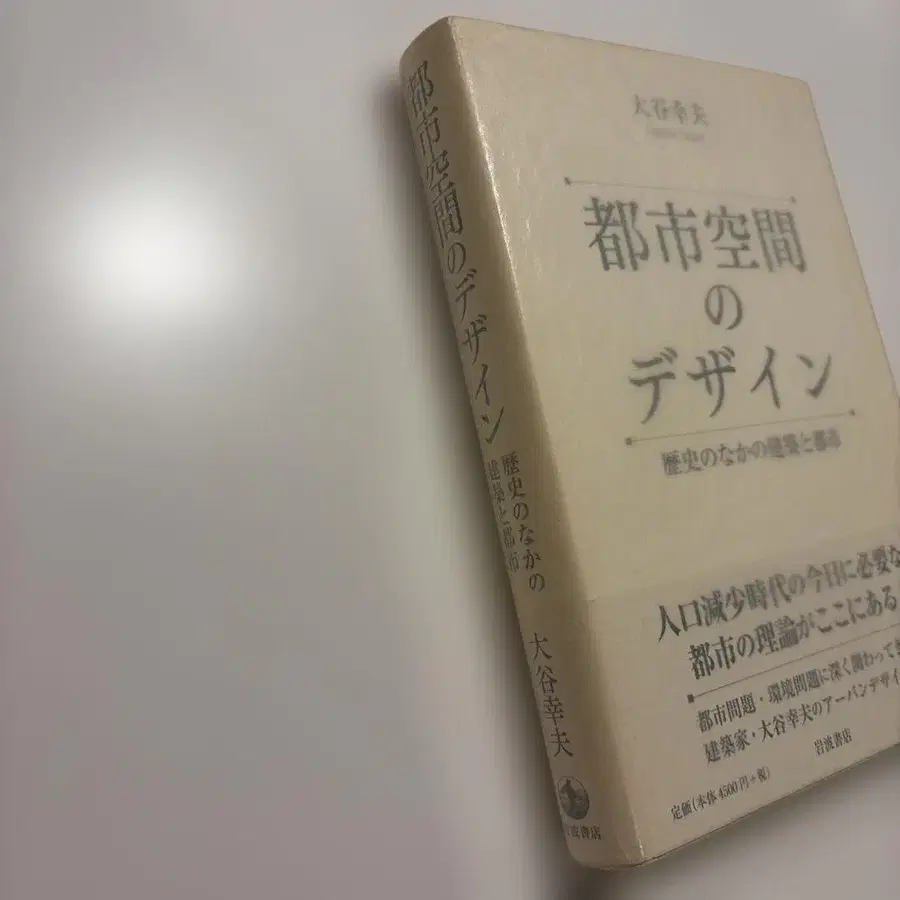 都市空間のデザイン
歴史のなかの
建築と都市
大谷幸夫
岩波書店
大谷幸夫
都市空間
の
デザイン
歴史のなかの建築と都市
人口減少時代の今日に必要な
都市の理論がここにある
都市問題・環境問題に深く関わってき
建築家・大谷幸夫のアーバンデザイ
岩波書店
定価(本体4500円+税)